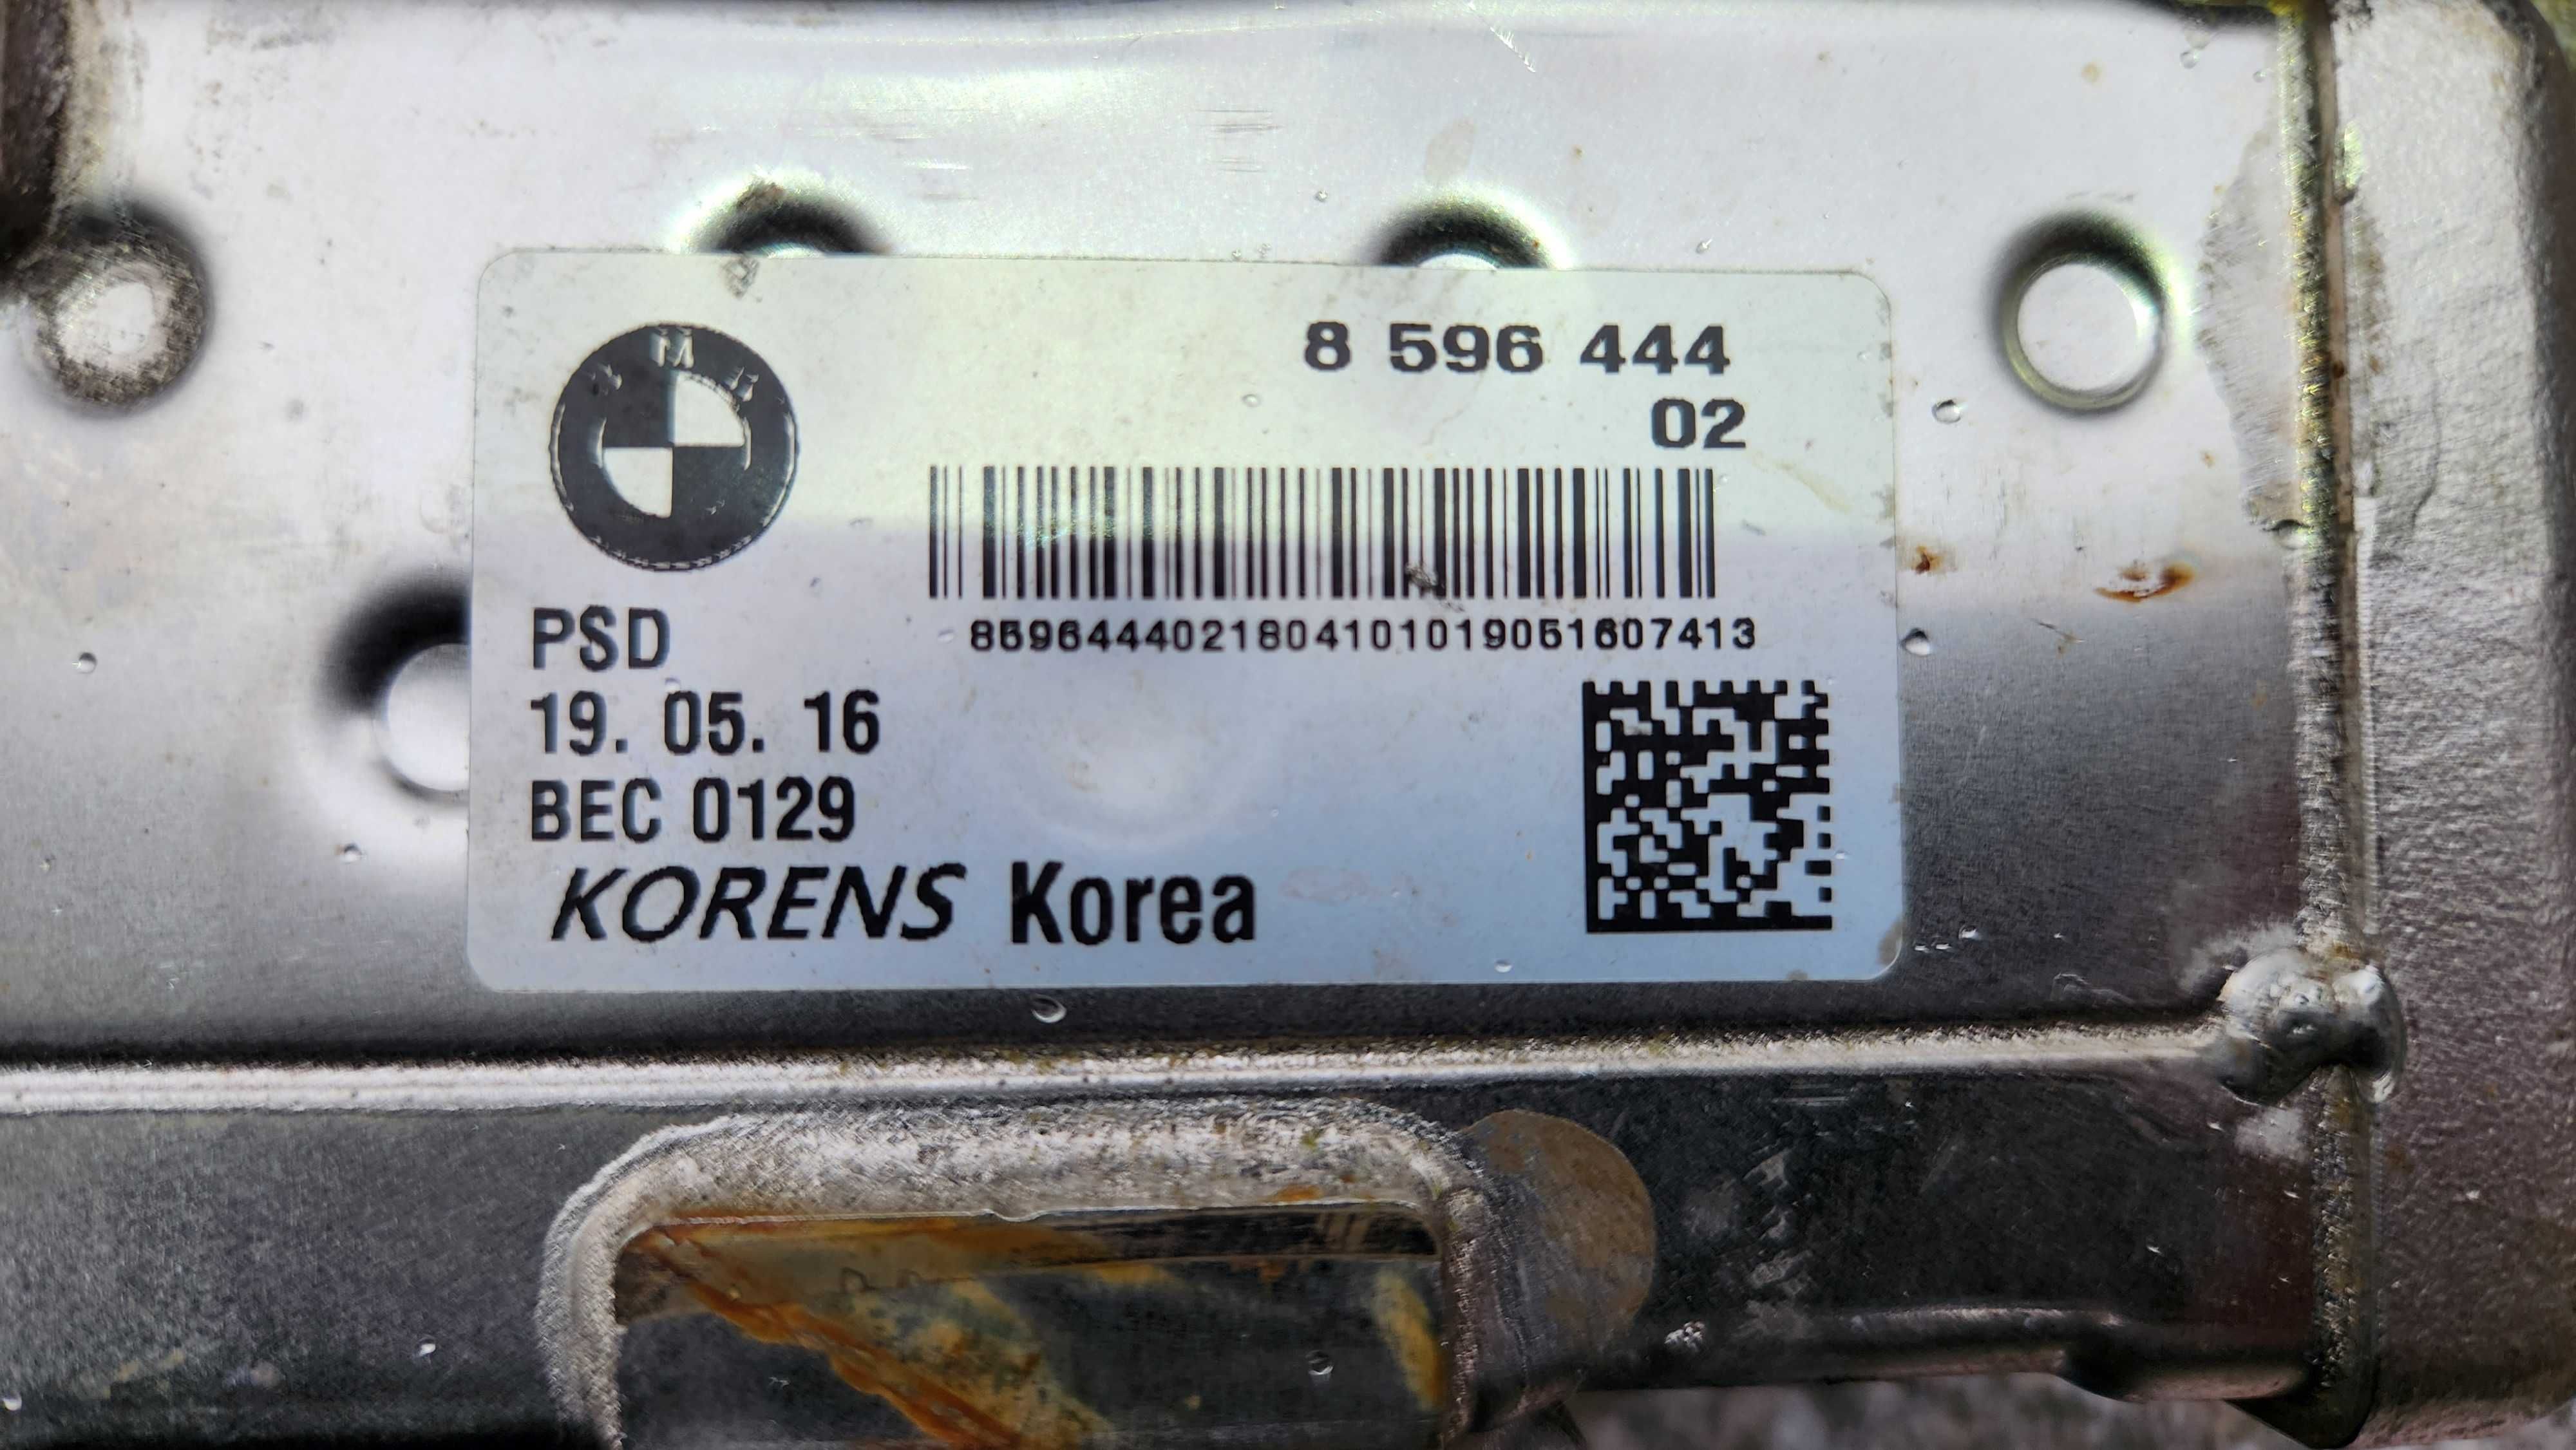 8 596 444
02
8596444021804101019051607413
PSD
19. 05. 16
BEC 0129
KORENS Korea